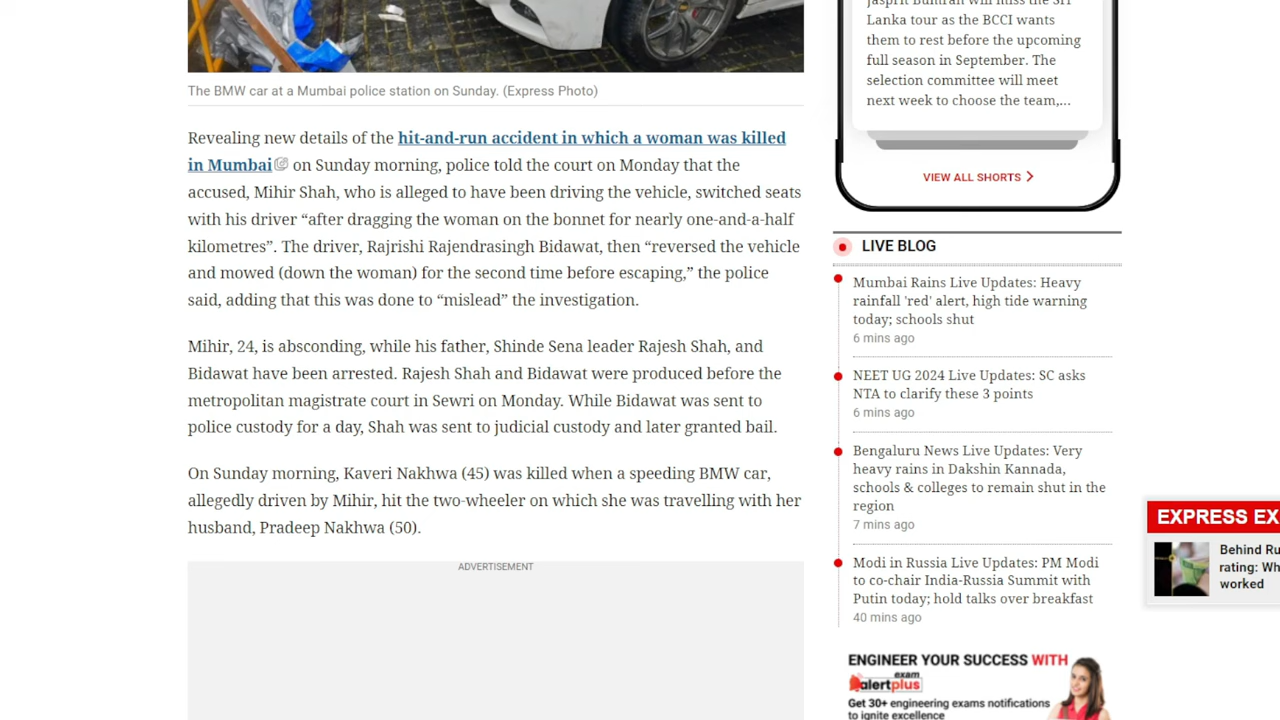 The BMW car at a Mumbai police station on Sunday. (Express Photo)
Revealing new details of the hit-and-run accident in which a woman was killed
in Mumbai on Sunday morning, police told the court on Monday that the
accused, Mihir Shah, who is alleged to have been driving the vehicle, switched seats
with his driver “after dragging the woman on the bonnet for nearly one-and-a-half
kilometres”. The driver, Rajrishi Rajendrasingh Bidawat, then “reversed the vehicle
and mowed (down the woman) for the second time before escaping,” the police
said, adding that this was done to “mislead” the investigation.
Mihir, 24, is absconding, while his father, Shinde Sena leader Rajesh Shah, and
Bidawat have been arrested. Rajesh Shah and Bidawat were produced before the
metropolitan magistrate court in Sewri on Monday. While Bidawat was sent to
police custody for a day, Shah was sent to judicial custody and later granted bail.
On Sunday morning, Kaveri Nakhwa (45) was killed when a speeding BMW car,
allegedly driven by Mihir, hit the two-wheeler on which she was travelling with her
husband, Pradeep Nakhwa (50).
ADVERTISEMENT
Jasprit Bumrah will miss the Sri
Lanka tour as the BCCI wants
them to rest before the upcoming
full season in September. The
selection committee will meet
next week to choose the team,...
VIEW ALL SHORTS
LIVE BLOG
Mumbai Rains Live Updates: Heavy
rainfall 'red' alert, high tide warning
today; schools shut
6 mins ago
NEET UG 2024 Live Updates: SC asks
NTA to clarify these 3 points
6 mins ago
Bengaluru News Live Updates: Very
heavy rains in Dakshin Kannada,
schools & colleges to remain shut in the
region
7 mins ago
Modi in Russia Live Updates: PM Modi
to co-chair India-Russia Summit with
Putin today; hold talks over breakfast
40 mins ago
ENGINEER YOUR SUCCESS WITH
exam
alertplus
Get 30+ engineering exams notifications
to ignite excellence
EXPRESS EX
Behind Ru
rating: Wh
worked